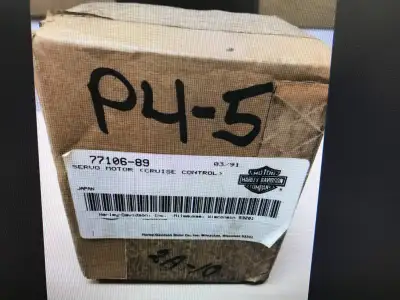 P4-5
77106-89 03/91
SERVO MOTOR (CRUISE CONTROL)
MOTOR
HARLEY-DAVIDSON
JAPAN
Harley-Davidson, Inc. Milwaukee, Wisconsin 53201